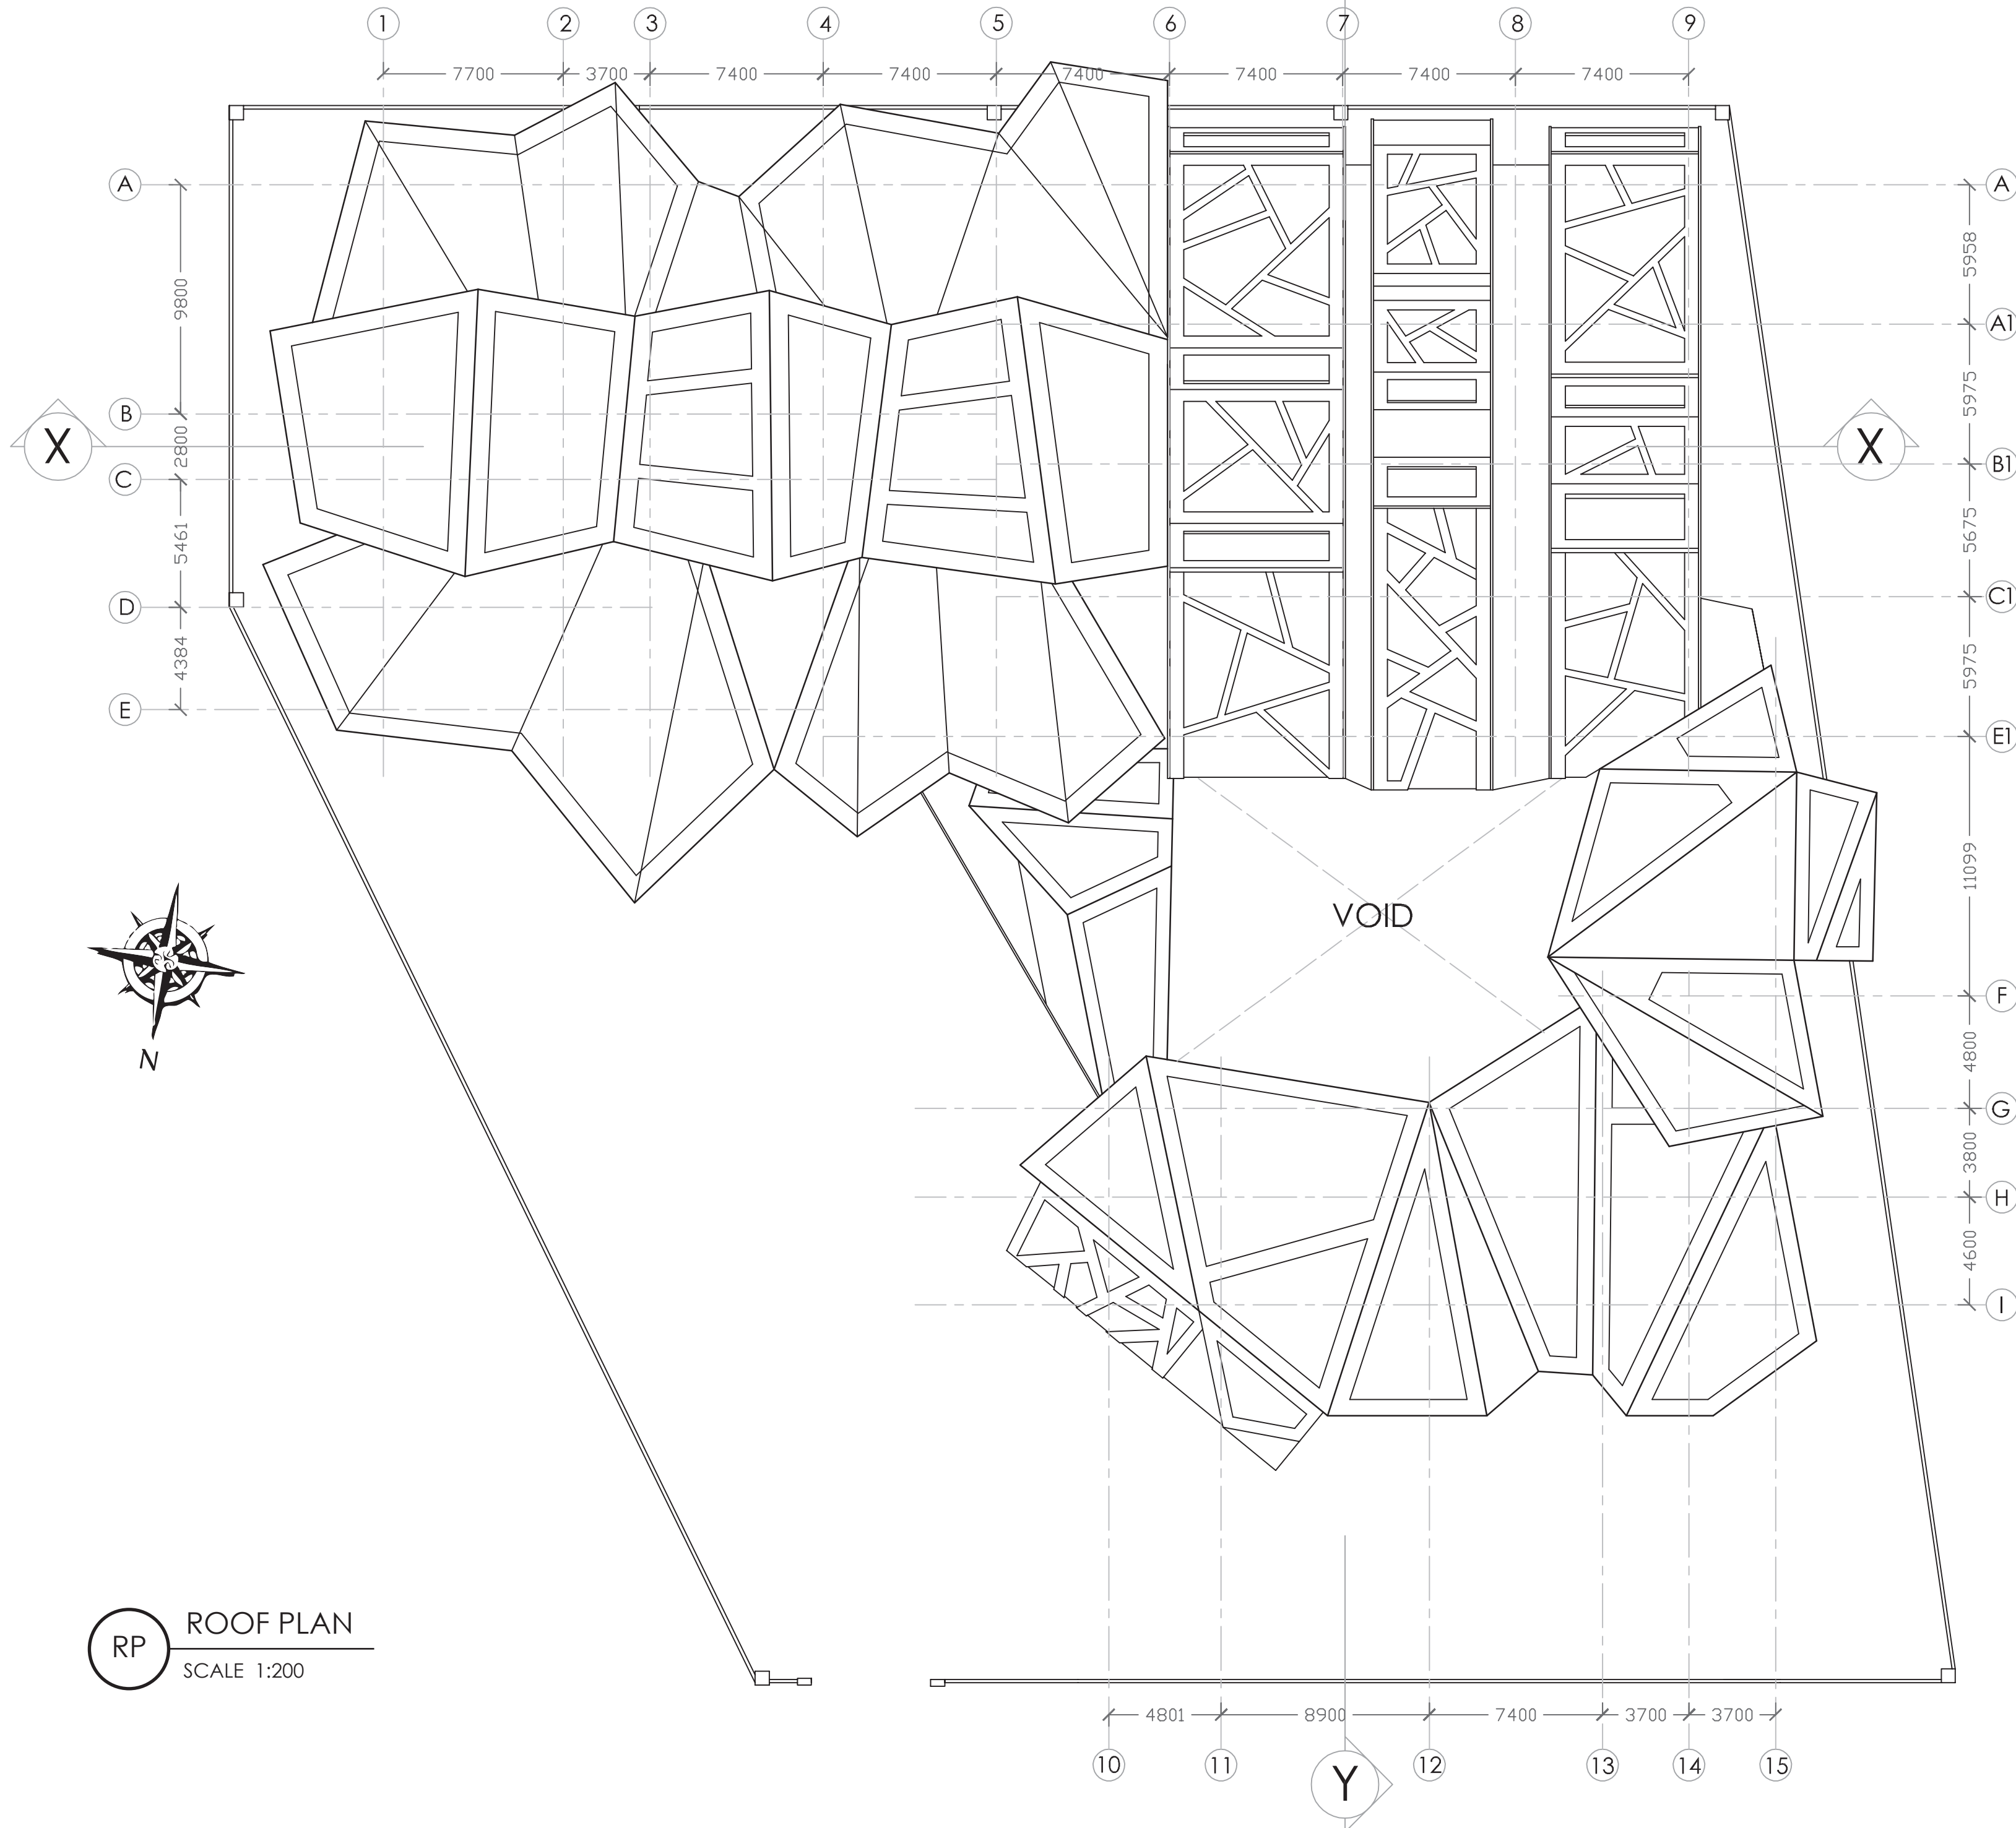 1 2 3 4 5 6 7 8 9
7700 3700 7400 7400 7400 7400 7400 7400
A A
9800 5958
A1
B
5975
X X
2800
B1
C
5461 5675
C1
D
4384 5975
E
E1
11099
VOID
F
4800
N
G
3800
H
4600
I
ROOF PLAN
RP
SCALE 1:200
4801 8900 7400 3700 3700
10 11 12 13 14 15
Y